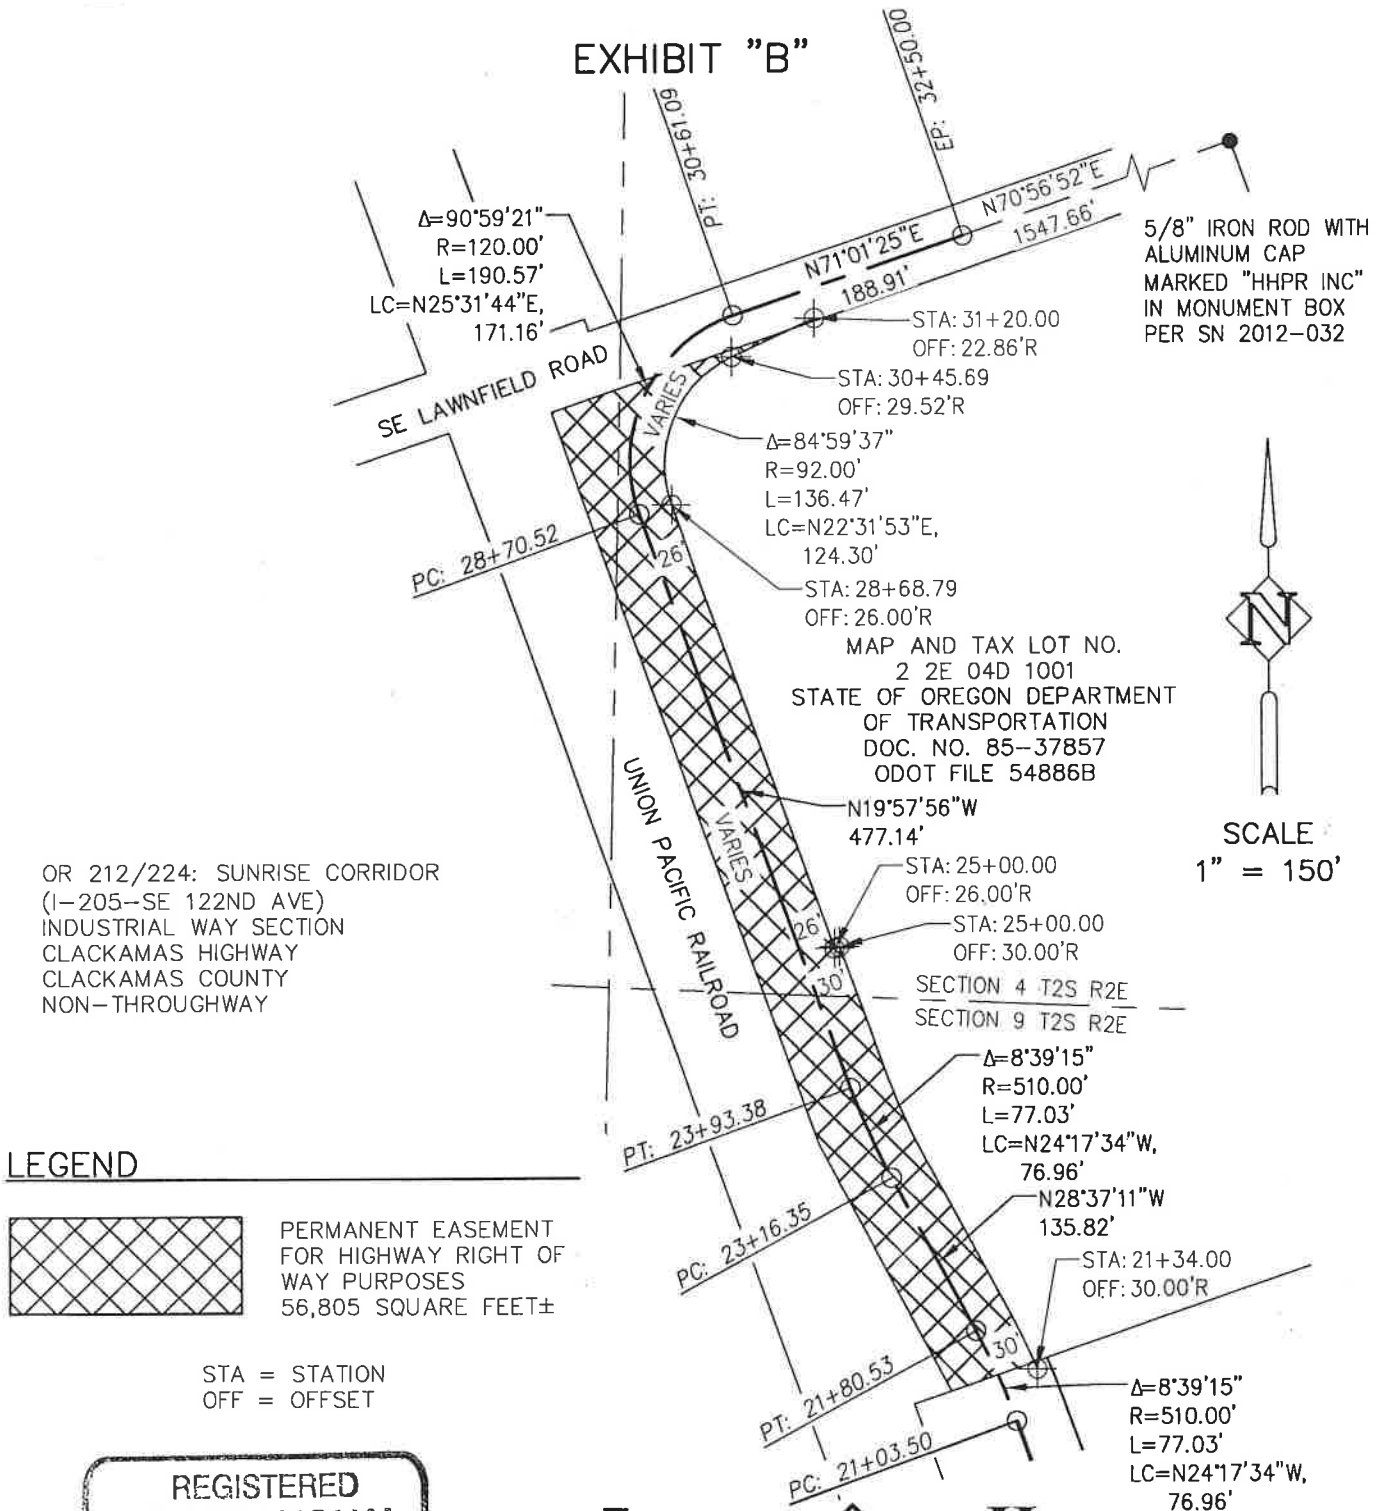 EXHIBIT "B"
PT: 30+61.09
EP: 32+50.00
Δ=90°59'21"
R=120.00'
L=190.57'
LC=N25°31'44"E,
171.16'
N71°01'25"E
188.91'
N70°56'52"E
1547.66'
5/8" IRON ROD WITH
ALUMINUM CAP
MARKED "HHPR INC"
IN MONUMENT BOX
PER SN 2012-032
SE LAWNFIELD ROAD
STA: 31+20.00
OFF: 22.86'R
STA: 30+45.69
OFF: 29.52'R
VARIES
Δ=84°59'37"
R=92.00'
L=136.47'
LC=N22°31'53"E,
124.30'
PC: 28+70.52
26'
STA: 28+68.79
OFF: 26.00'R
MAP AND TAX LOT NO.
2 2E 04D 1001
STATE OF OREGON DEPARTMENT
OF TRANSPORTATION
DOC. NO. 85-37857
ODOT FILE 54886B
N
SCALE
1" = 150'
UNION PACIFIC RAILROAD
N19°57'56"W
477.14'
VARIES
OR 212/224: SUNRISE CORRIDOR
(I-205-SE 122ND AVE)
INDUSTRIAL WAY SECTION
CLACKAMAS HIGHWAY
CLACKAMAS COUNTY
NON-THROUGHWAY
STA: 25+00.00
OFF: 26.00'R
26'
STA: 25+00.00
OFF: 30.00'R
30'
SECTION 4 T2S R2E
SECTION 9 T2S R2E
Δ=8°39'15"
R=510.00'
L=77.03'
LC=N24°17'34"W,
76.96'
PT: 23+93.38
N28°37'11"W
135.82'
PC: 23+16.35
STA: 21+34.00
OFF: 30.00'R
30'
PT: 21+80.53
PC: 21+03.50
Δ=8°39'15"
R=510.00'
L=77.03'
LC=N24°17'34"W,
76.96'
LEGEND
PERMANENT EASEMENT
FOR HIGHWAY RIGHT OF
WAY PURPOSES
56,805 SQUARE FEET±
STA = STATION
OFF = OFFSET
REGISTERED